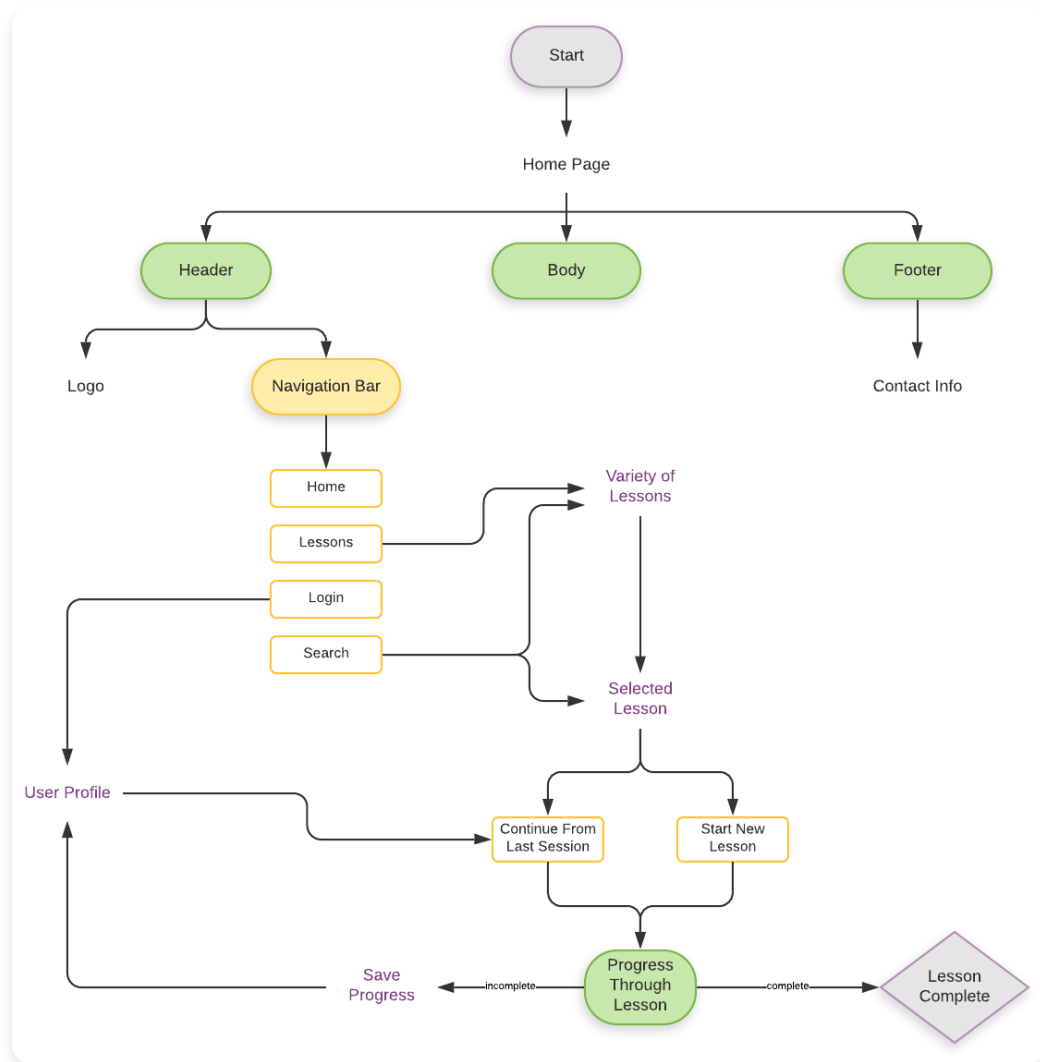 Start
Home Page
Header
Body
Footer
Logo
Navigation Bar
Contact Info
Home
Lessons
Login
Search
Variety of
Lessons
Selected
Lesson
User Profile
Continue From
Last Session
Start New
Lesson
Save
Progress
incomplete
Progress
Through
Lesson
complete
Lesson
Complete